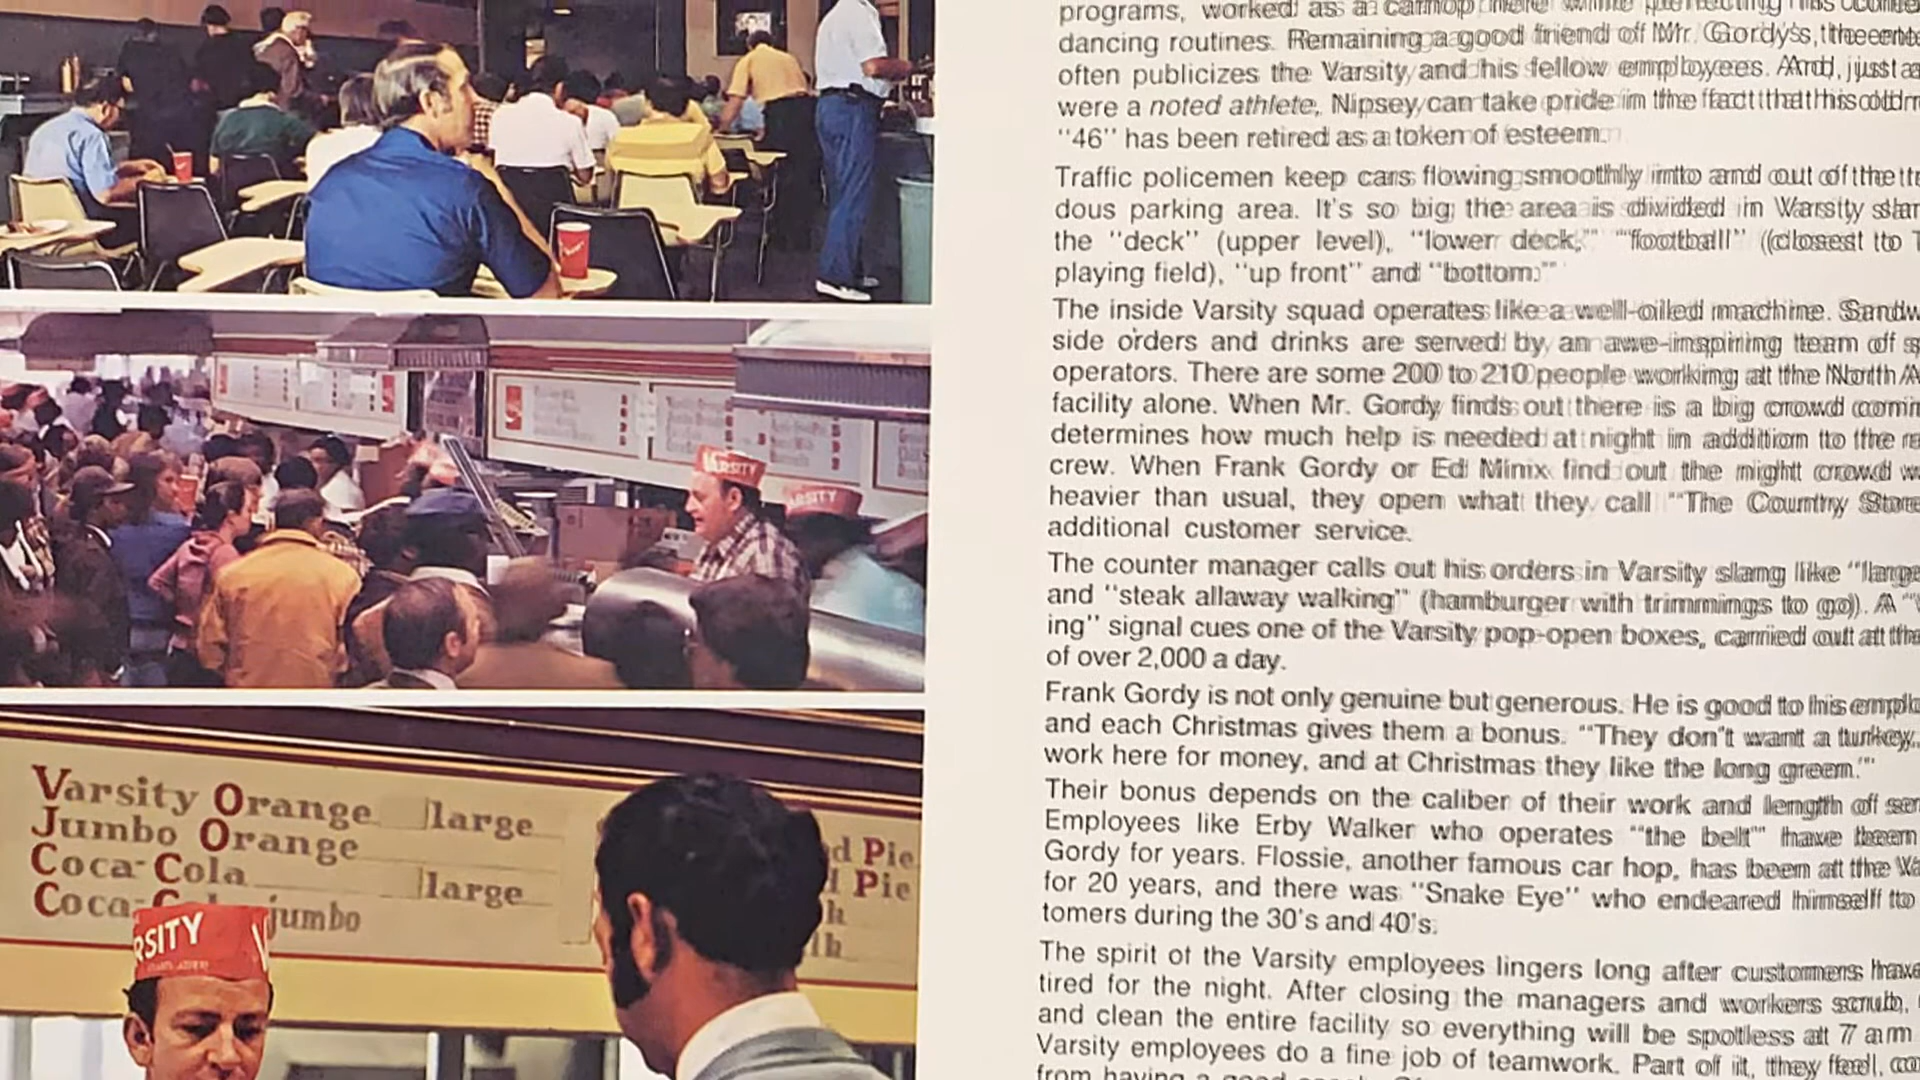 VARSITY
VARSITY
Varsity Orange large
Jumbo Orange
Coca-Cola large
jumbo
d Pie
Pie
RSITY
programs, worked as a carhop here while perfecting his
dancing routines. Remaining a good friend of Mr. Gordy's, the
often publicizes the Varsity and his fellow employees. And, just
were a noted athlete, Nipsey can take pride in the fact that his old
"46" has been retired as a token of esteem.
Traffic policemen keep cars flowing smoothly into and out of the
dous parking area. It's so big the area is divided in Varsity
the "deck" (upper level), "lower deck," "football" (closest to
playing field), "up front" and "bottom."
The inside Varsity squad operates like a well-oiled machine.
side orders and drinks are served by an awe-inspiring team of
operators. There are some 200 to 210 people working at the North
facility alone. When Mr. Gordy finds out there is a big crowd
determines how much help is needed at night in addition to the
crew. When Frank Gordy or Ed Minix find out the night crowd
heavier than usual, they open what they call "The Country
additional customer service.
The counter manager calls out his orders in Varsity slang like
and "steak allaway walking" (hamburger with trimmings to go). A
ing" signal cues one of the Varsity pop-open boxes, carried out at
of over 2,000 a day.
Frank Gordy is not only genuine but generous. He is good to his
and each Christmas gives them a bonus. "They don't want a turkey.
work here for money, and at Christmas they like the long green."
Their bonus depends on the caliber of their work and length of
Employees like Erby Walker who operates "the belt" have been
Gordy for years. Flossie, another famous car hop, has been at the
for 20 years, and there was "Snake Eye" who endeared himself to
tomers during the 30's and 40's.
The spirit of the Varsity employees lingers long after customers
tired for the night. After closing the managers and workers scrub,
and clean the entire facility so everything will be spotless at 7 am
Varsity employees do a fine job of teamwork. Part of it, they feel,
from having a good